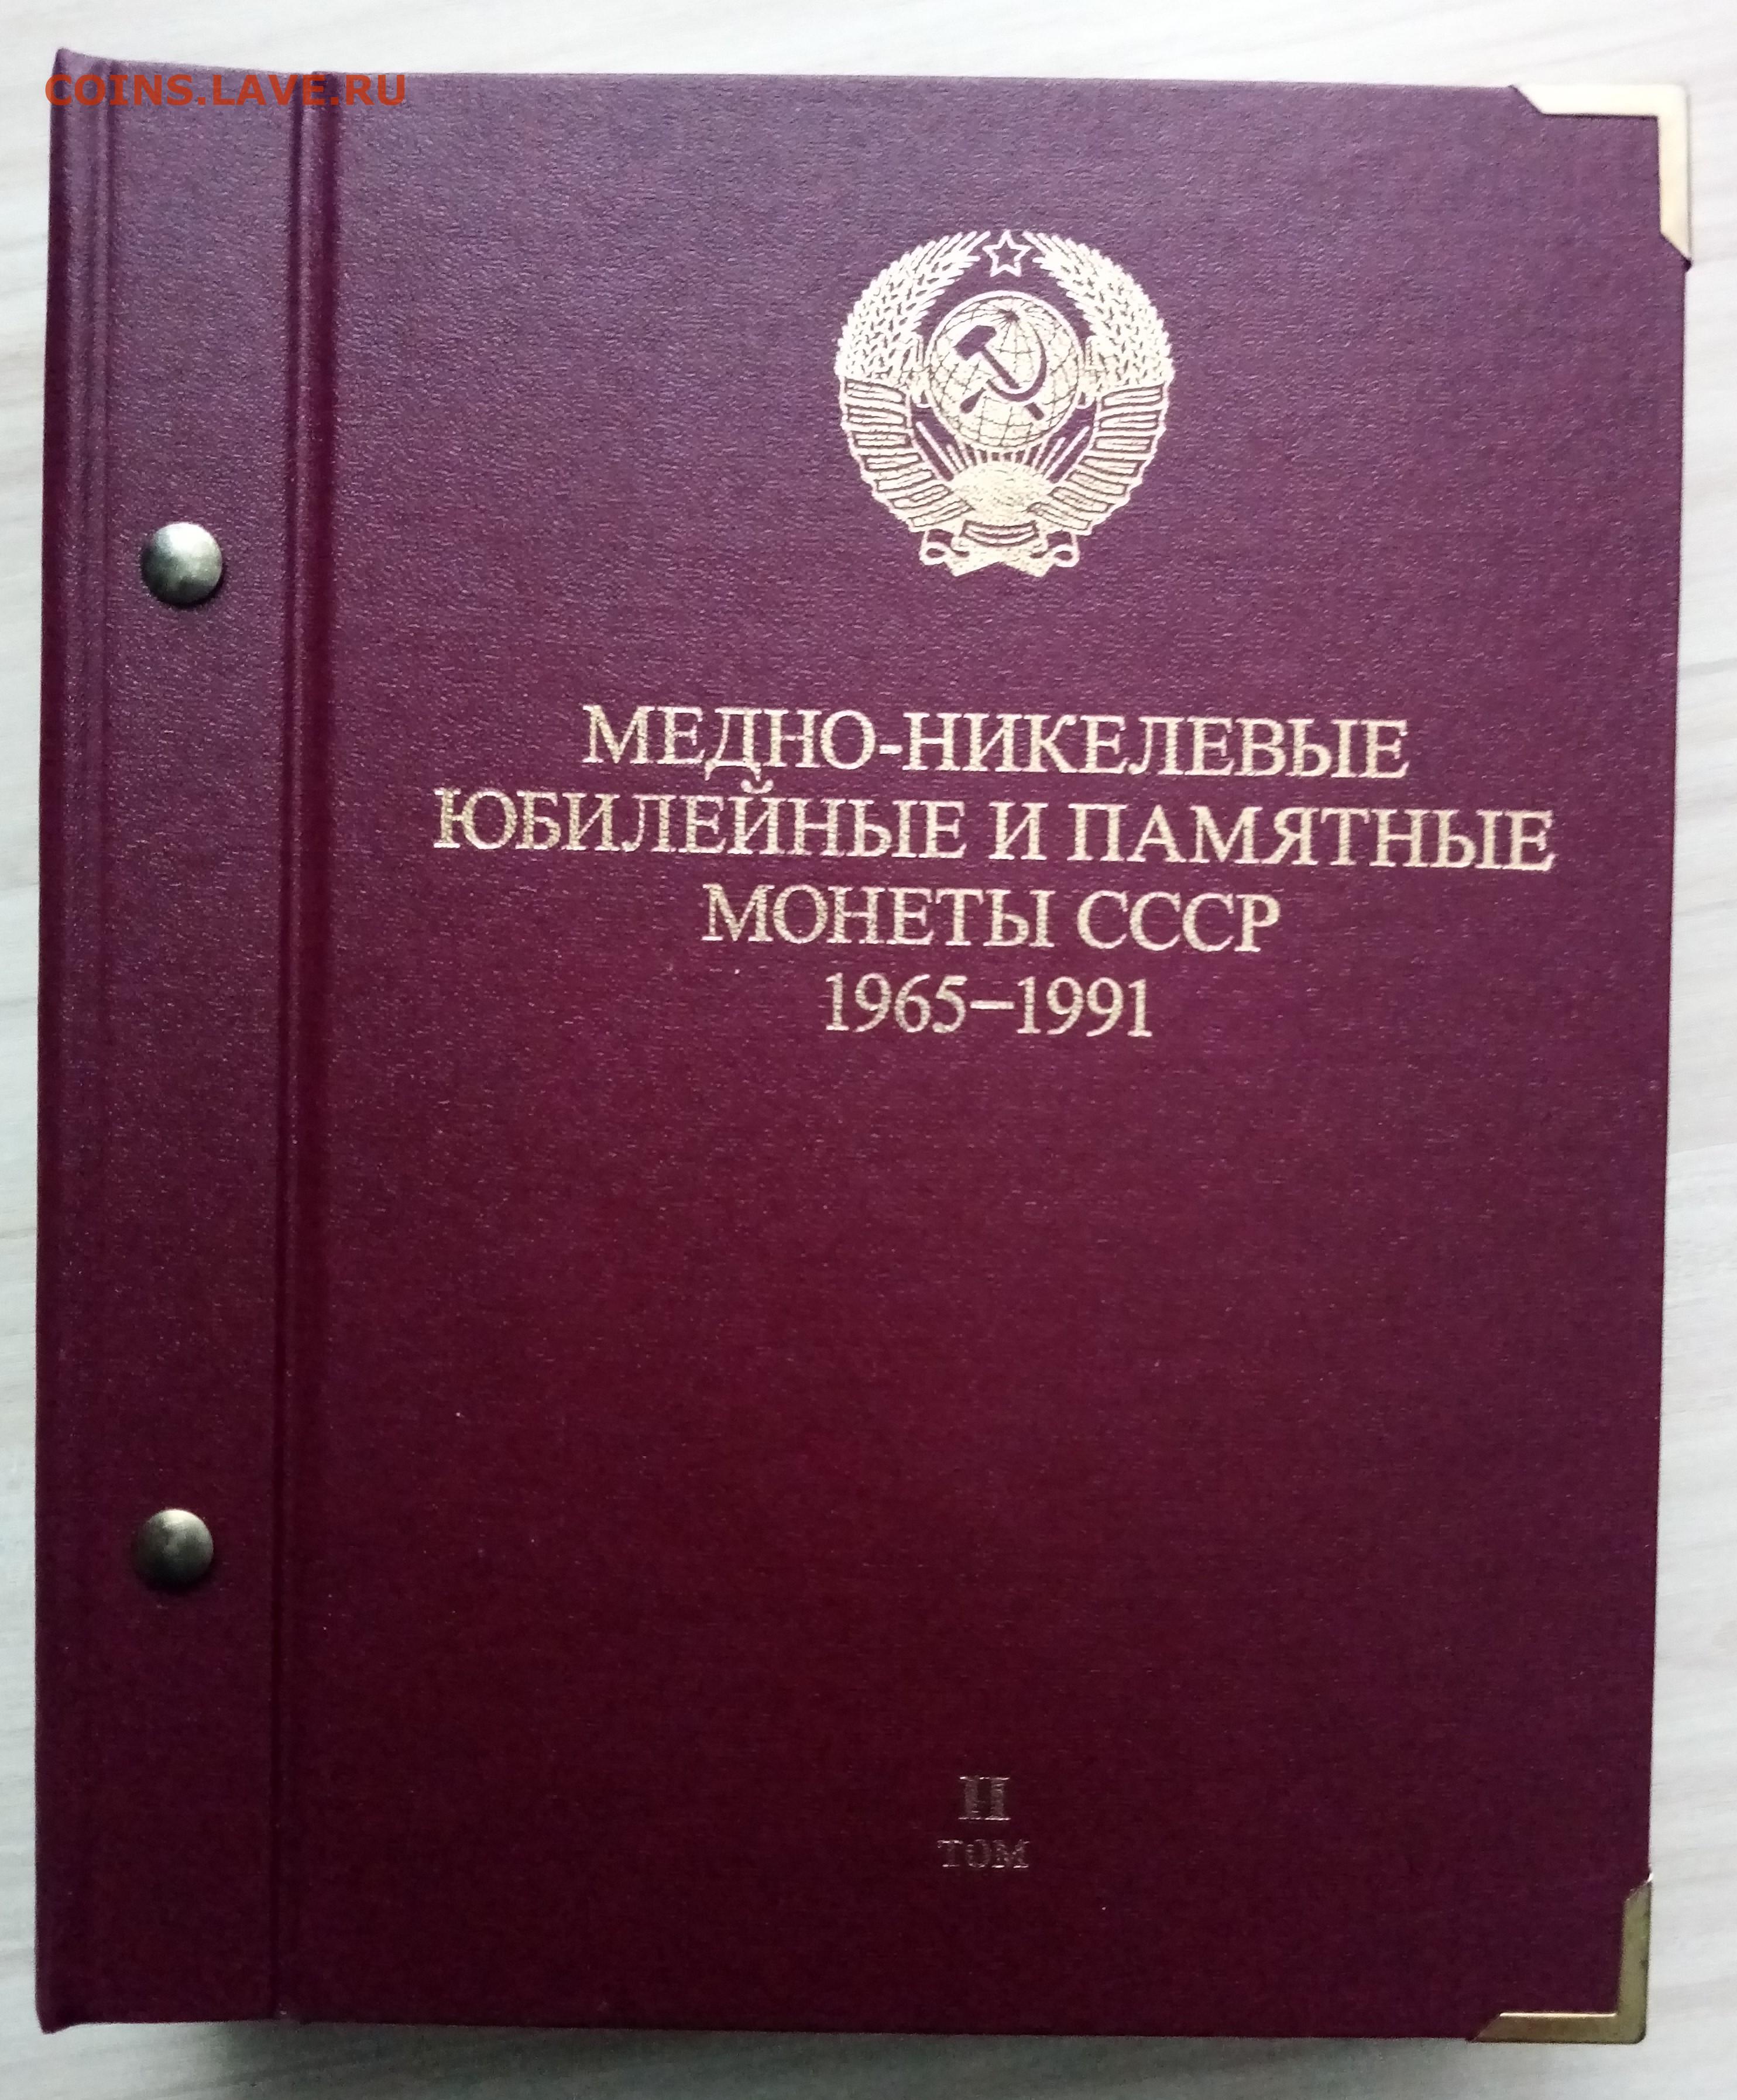 COINS.LAVE.RU
МЕДНО-НИКЕЛЕВЫЕ
ЮБИЛЕЙНЫЕ И ПАМЯТНЫЕ
МОНЕТЫ СССР
1965–1991
II
ТОМ